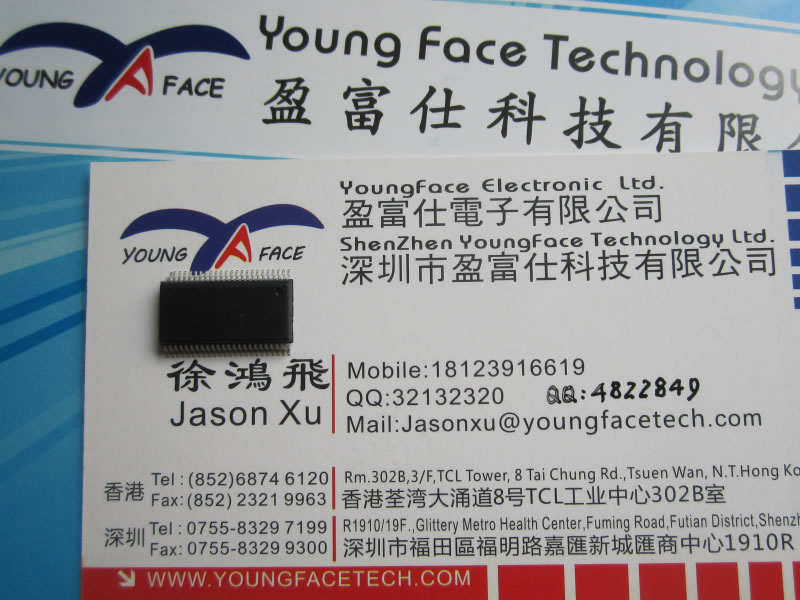 YOUNG FACE
Young Face Technology
盈富仕科技有限
YoungFace Electronic Ltd.
盈富仕電子有限公司
ShenZhen YoungFace Technology Ltd.
深圳市盈富仕科技有限公司
YOUNG FACE
徐鴻飛
Jason Xu
Mobile:18123916619
QQ:32132320 QQ:4822849
Mail:Jasonxu@youngfacetech.com
香港 Tel : (852)6874 6120
Fax: (852) 2321 9963
Rm.302B,3/F,TCL Tower, 8 Tai Chung Rd.,Tsuen Wan, N.T.Hong Ko
香港荃湾大涌道8号TCL工业中心302B室
深圳 Tel : 0755-8329 7199
Fax: 0755-8329 9300
R1910/19F.,Glittery Metro Health Center,Fuming Road,Futian District,Shenzh
深圳市福田區福明路嘉匯新城匯商中心1910R
WWW.YOUNGFACETECH.COM